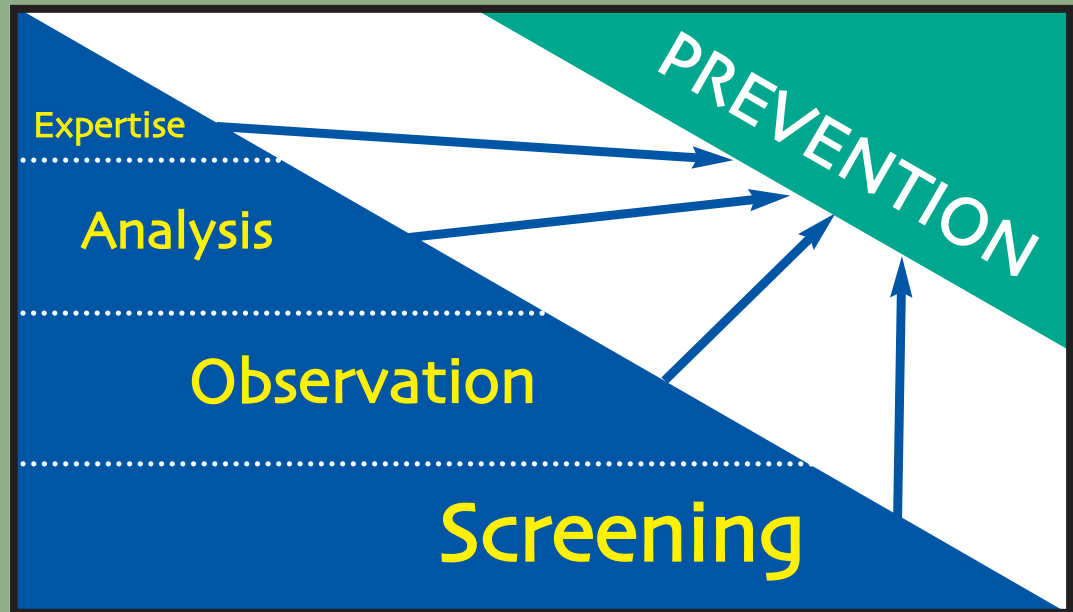 PREVENTION
Expertise
Analysis
Observation
Screening